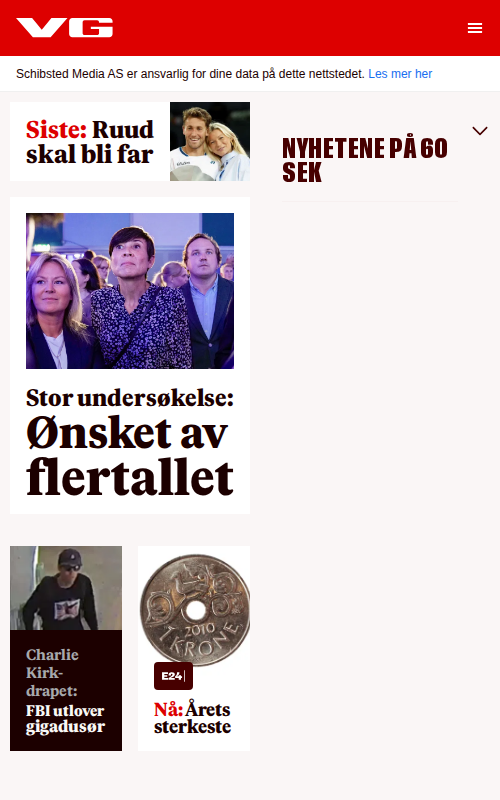 VG
Schibsted Media AS er ansvarlig for dine data på dette nettstedet. Les mer her
Siste: Ruud
skal bli far
NYHETENE PÅ 60
SEK
Stor undersøkelse:
Ønsket av
flertallet
Charlie
Kirk-
drapet:
FBI utlover
gigadusør
2010
1 KRONE
E24
Nå: Årets
sterkeste